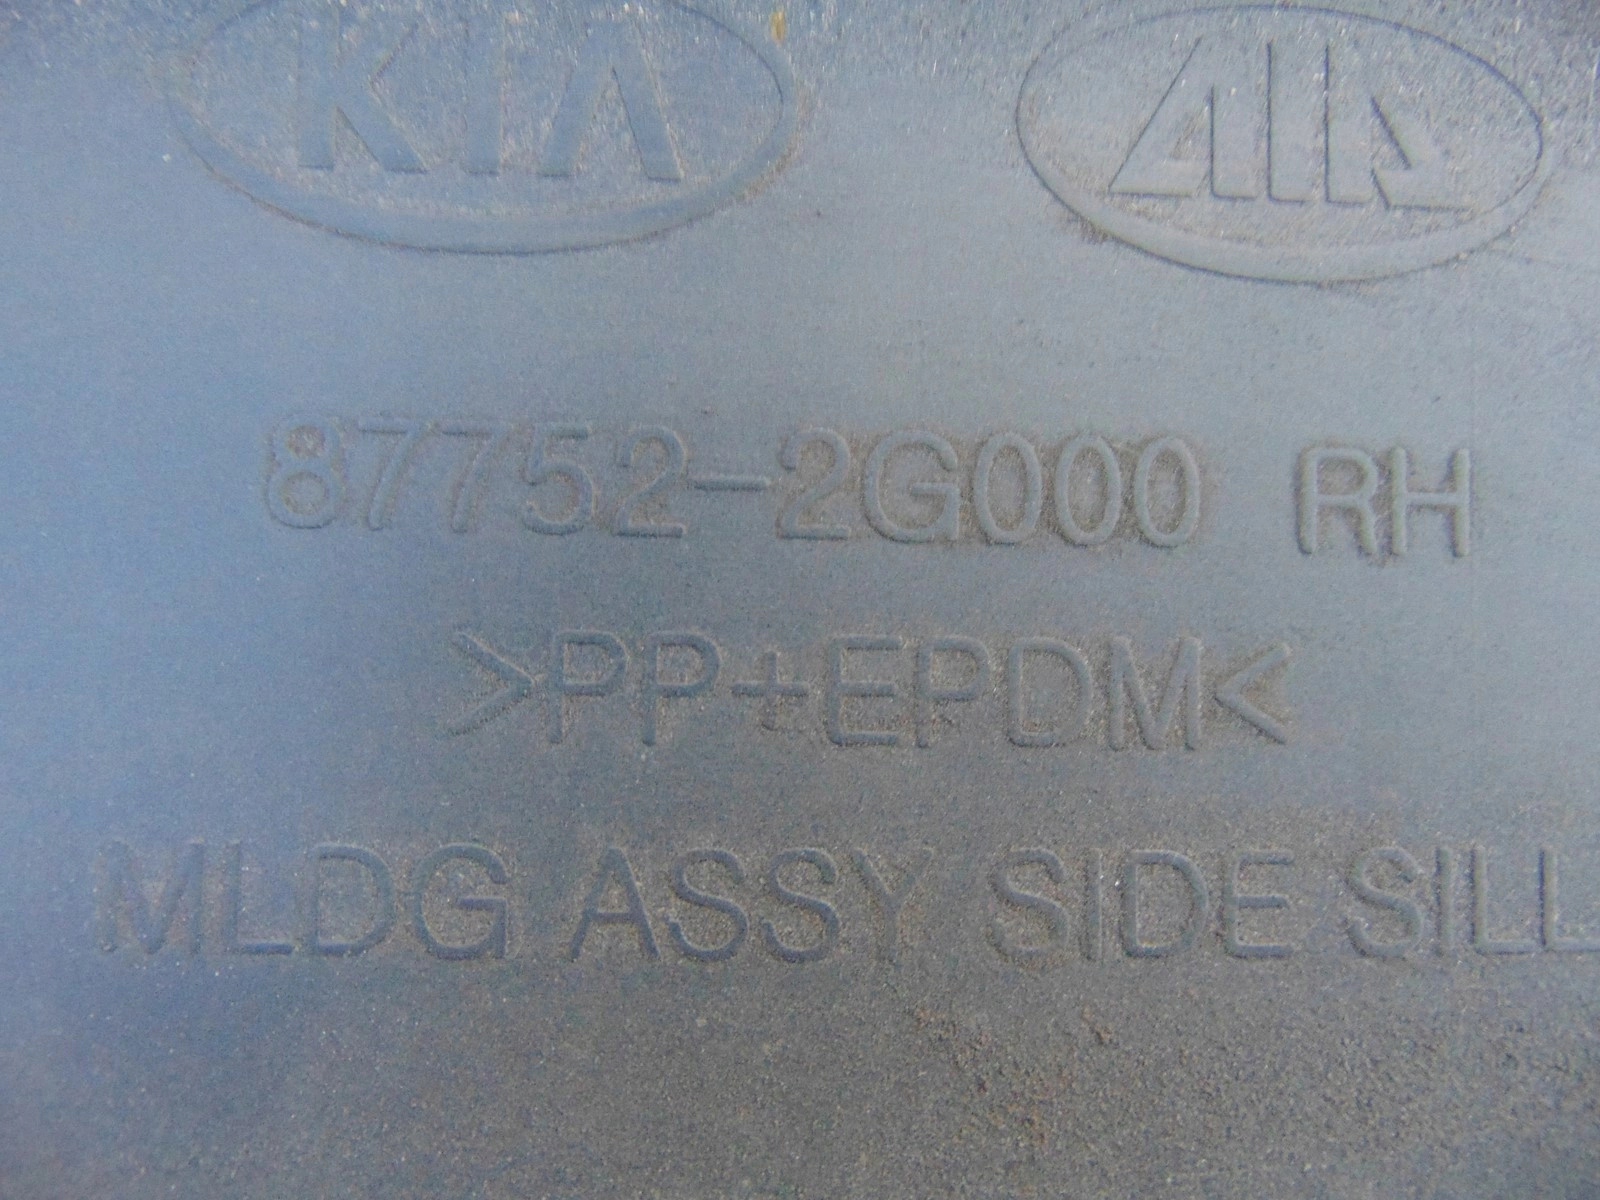 KIA KIA
87752-2G000 RH
>PP+EPDM<
MLDG ASSY SIDE SILL